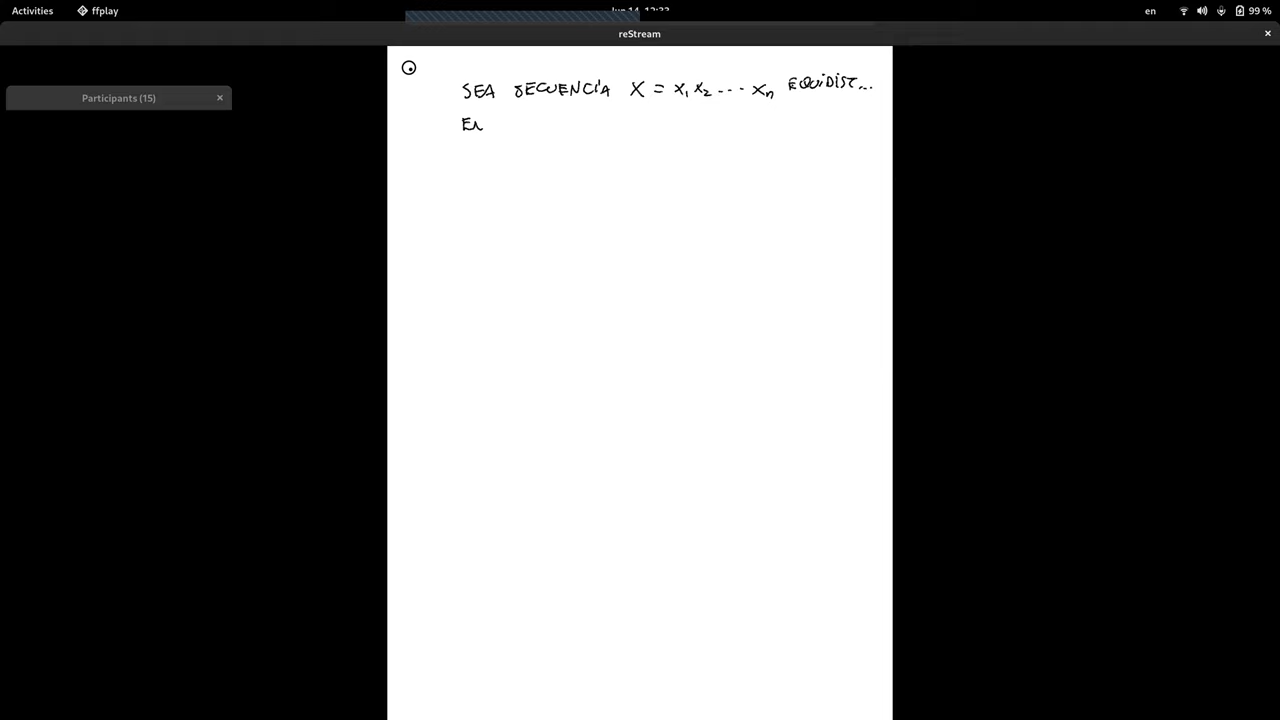 Activities ffplay en 99 %
reStream ×
Participants (15) ×
SEA SECUENCIA X = x₁ x₂ ... xₙ EQUIDIST...